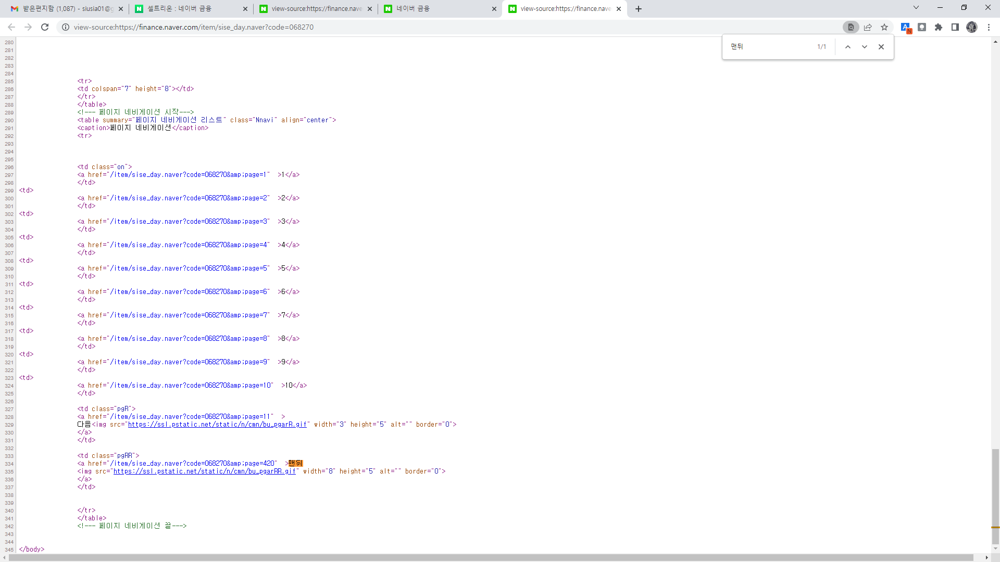 받은편지함 (1,087) - siusia01@g
셀트리온 : 네이버 금융
view-source:https://finance.nave
네이버 금융
view-source:https://finance.nave
view-source:https://finance.naver.com/item/sise_day.naver?code=068270
맨뒤 1/1
280
281
282
283
284
285 <tr>
286 <td colspan="7" height="8"></td>
287 </tr>
288 </table>
289 <!--- 페이지 네비게이션 시작--->
290 <table summary="페이지 네비게이션 리스트" class="Nnavi" align="center">
291 <caption>페이지 네비게이션</caption>
292 <tr>
293
294
295
296 <td class="on">
297 <a href="/item/sise_day.naver?code=068270&amp;page=1"  >1</a>
298 </td>
299 <td>
300 <a href="/item/sise_day.naver?code=068270&amp;page=2"  >2</a>
301 </td>
302 <td>
303 <a href="/item/sise_day.naver?code=068270&amp;page=3"  >3</a>
304 </td>
305 <td>
306 <a href="/item/sise_day.naver?code=068270&amp;page=4"  >4</a>
307 </td>
308 <td>
309 <a href="/item/sise_day.naver?code=068270&amp;page=5"  >5</a>
310 </td>
311 <td>
312 <a href="/item/sise_day.naver?code=068270&amp;page=6"  >6</a>
313 </td>
314 <td>
315 <a href="/item/sise_day.naver?code=068270&amp;page=7"  >7</a>
316 </td>
317 <td>
318 <a href="/item/sise_day.naver?code=068270&amp;page=8"  >8</a>
319 </td>
320 <td>
321 <a href="/item/sise_day.naver?code=068270&amp;page=9"  >9</a>
322 </td>
323 <td>
324 <a href="/item/sise_day.naver?code=068270&amp;page=10"  >10</a>
325 </td>
326
327 <td class="pgR">
328 <a href="/item/sise_day.naver?code=068270&amp;page=11"  >
329 다음<img src="https://ssl.pstatic.net/static/n/cmn/bu_pgarR.gif" width="3" height="5" alt="" border="0">
330 </a>
331 </td>
332
333 <td class="pgRR">
334 <a href="/item/sise_day.naver?code=068270&amp;page=420"  >맨뒤
335 <img src="https://ssl.pstatic.net/static/n/cmn/bu_pgarRR.gif" width="8" height="5" alt="" border="0">
336 </a>
337 </td>
338
339
340 </tr>
341 </table>
342 <!--- 페이지 네비게이션 끝--->
343
344
345 </body>